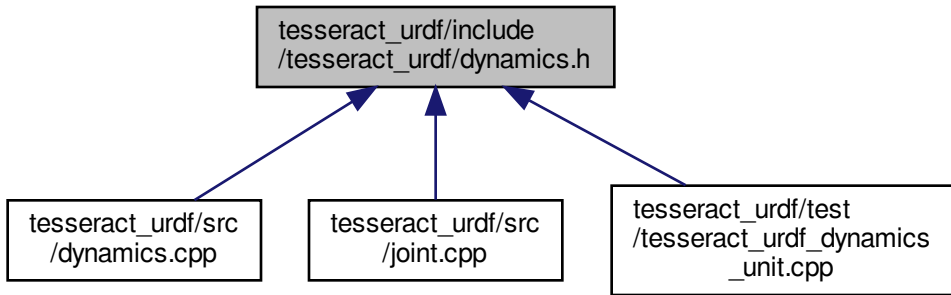 tesseract_urdf/include
/tesseract_urdf/dynamics.h
tesseract_urdf/src
/dynamics.cpp
tesseract_urdf/src
/joint.cpp
tesseract_urdf/test
/tesseract_urdf_dynamics
_unit.cpp